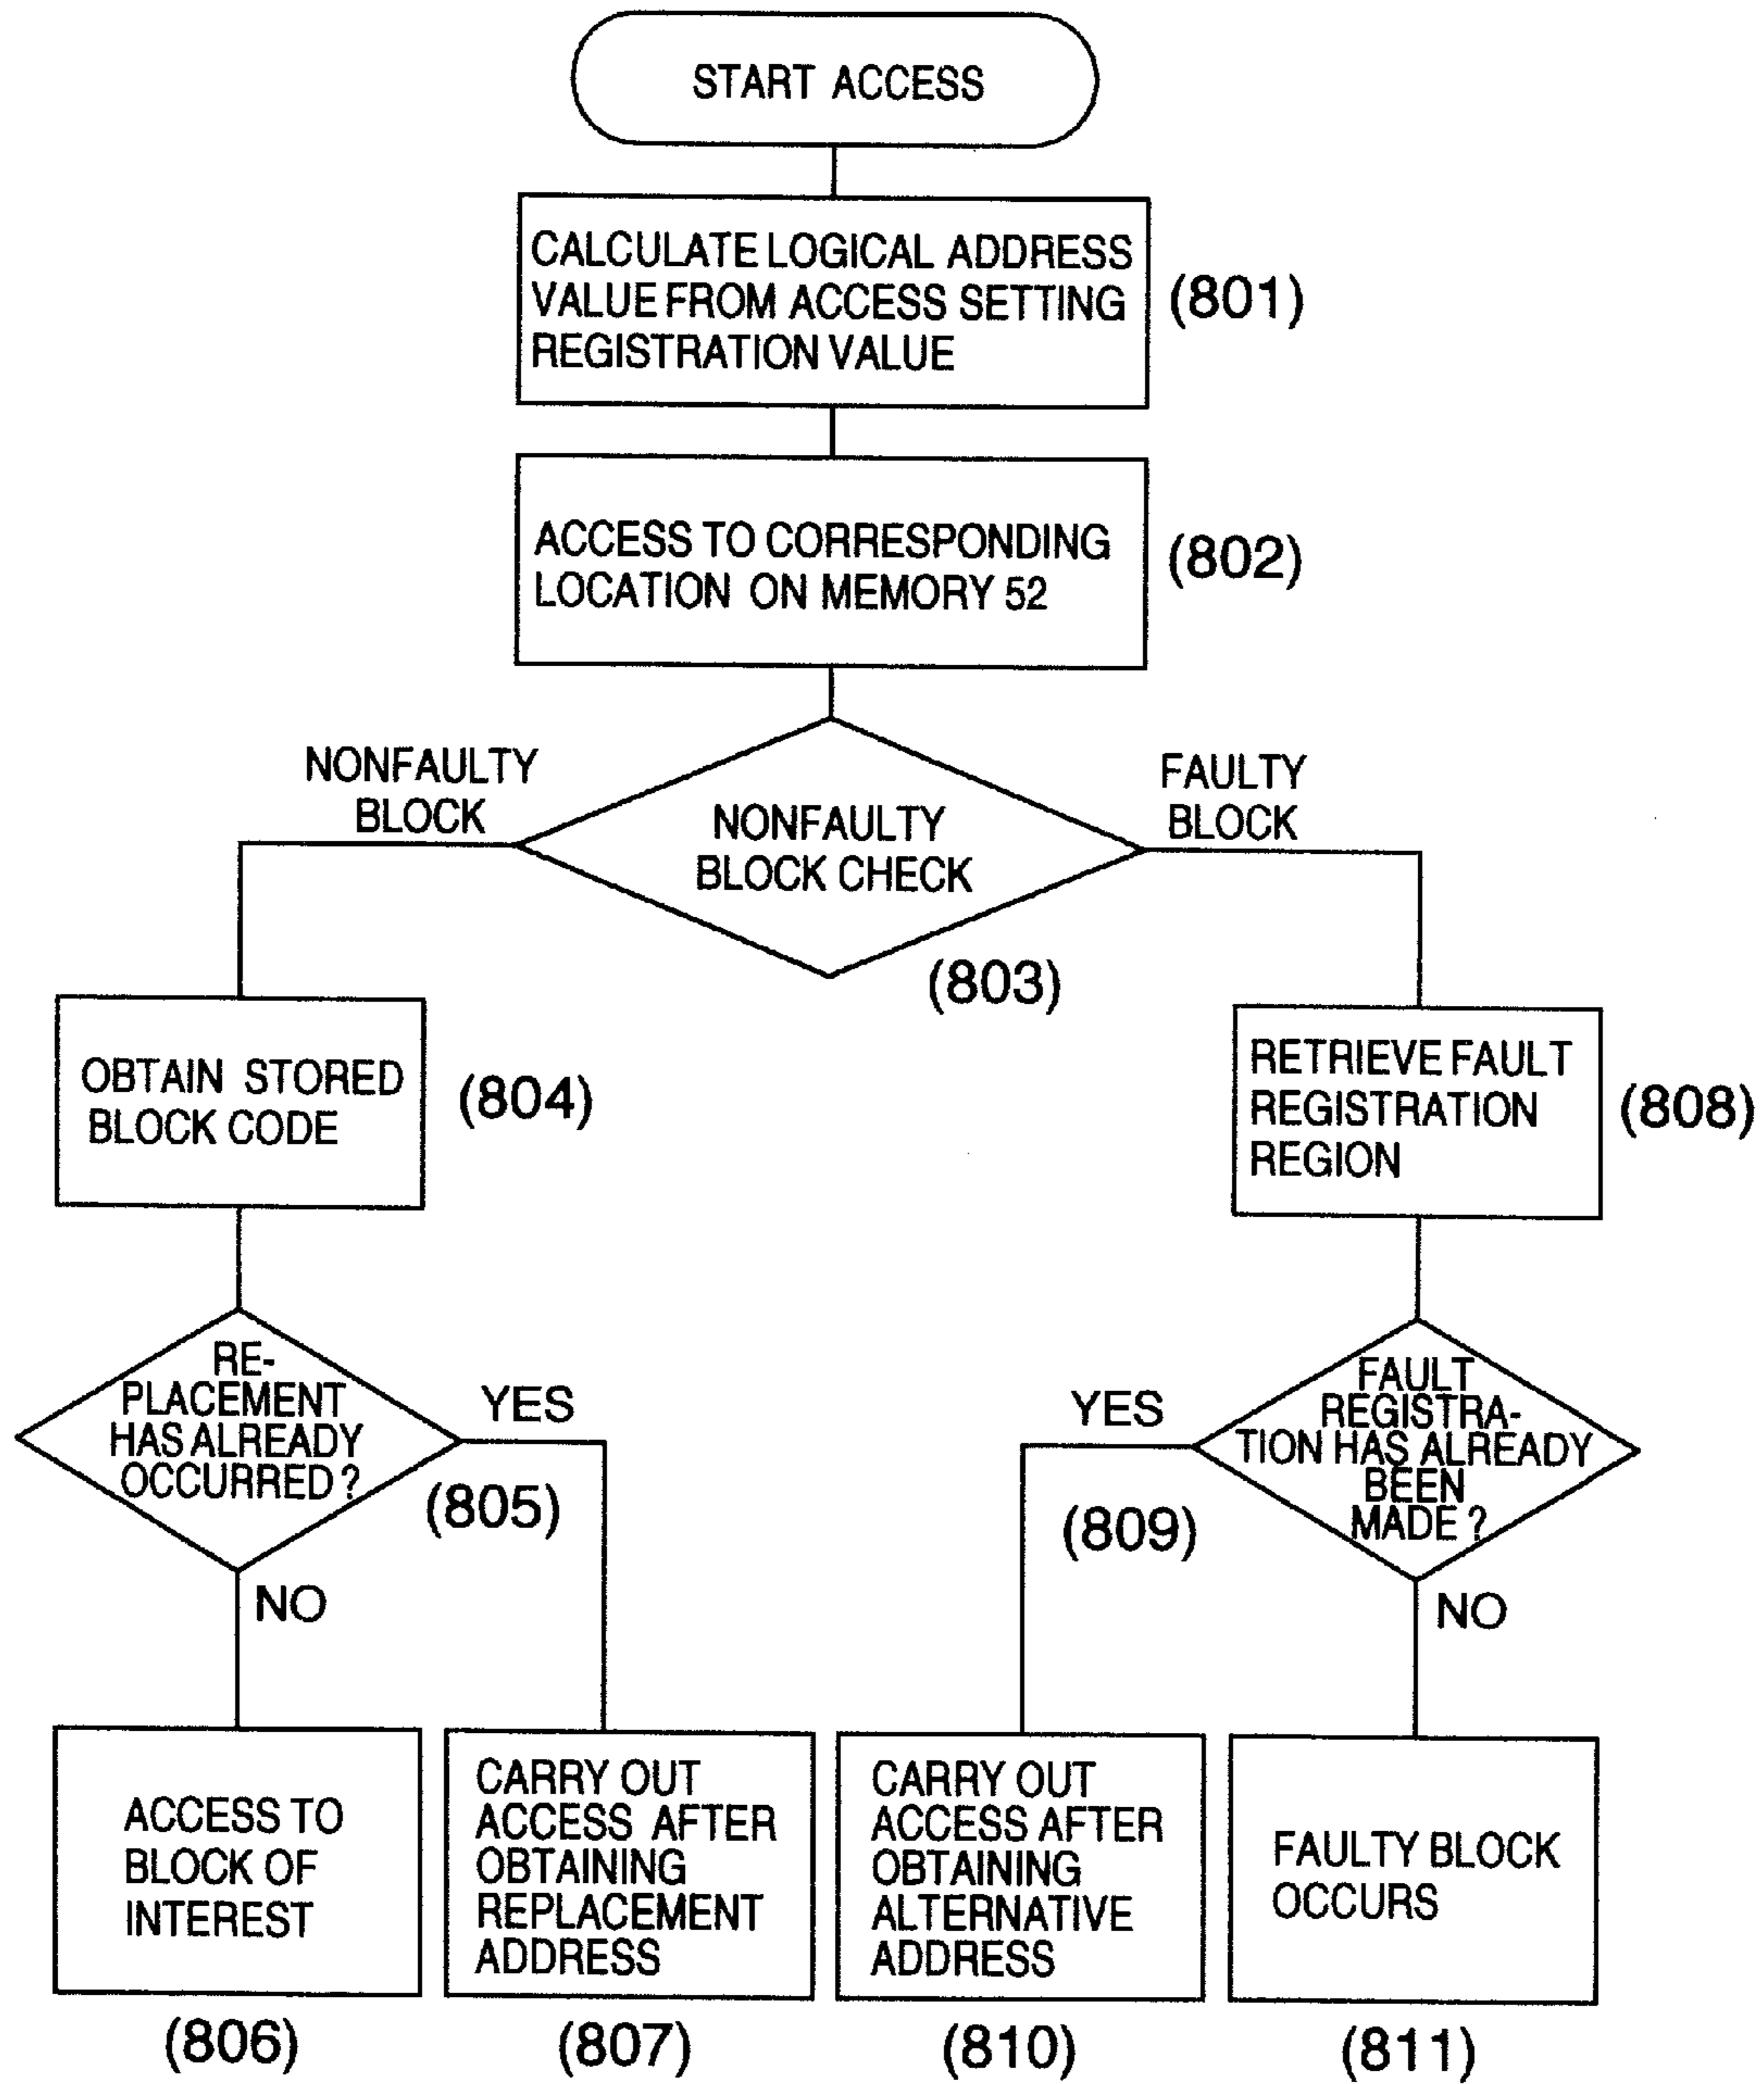 START ACCESS
CALCULATE LOGICAL ADDRESS
VALUE FROM ACCESS SETTING
REGISTRATION VALUE
(801)
ACCESS TO CORRESPONDING
LOCATION ON MEMORY 52
(802)
NONFAULTY
BLOCK
NONFAULTY
BLOCK CHECK
(803)
FAULTY
BLOCK
OBTAIN STORED
BLOCK CODE
(804)
RETRIEVE FAULT
REGISTRATION
REGION
(808)
RE-
PLACEMENT
HAS ALREADY
OCCURRED ?
(805)
YES
NO
FAULT
REGISTRA-
TION HAS ALREADY
BEEN
MADE ?
YES
(809)
NO
ACCESS TO
BLOCK OF
INTEREST
(806)
CARRY OUT
ACCESS AFTER
OBTAINING
REPLACEMENT
ADDRESS
(807)
CARRY OUT
ACCESS AFTER
OBTAINING
ALTERNATIVE
ADDRESS
(810)
FAULTY BLOCK
OCCURS
(811)